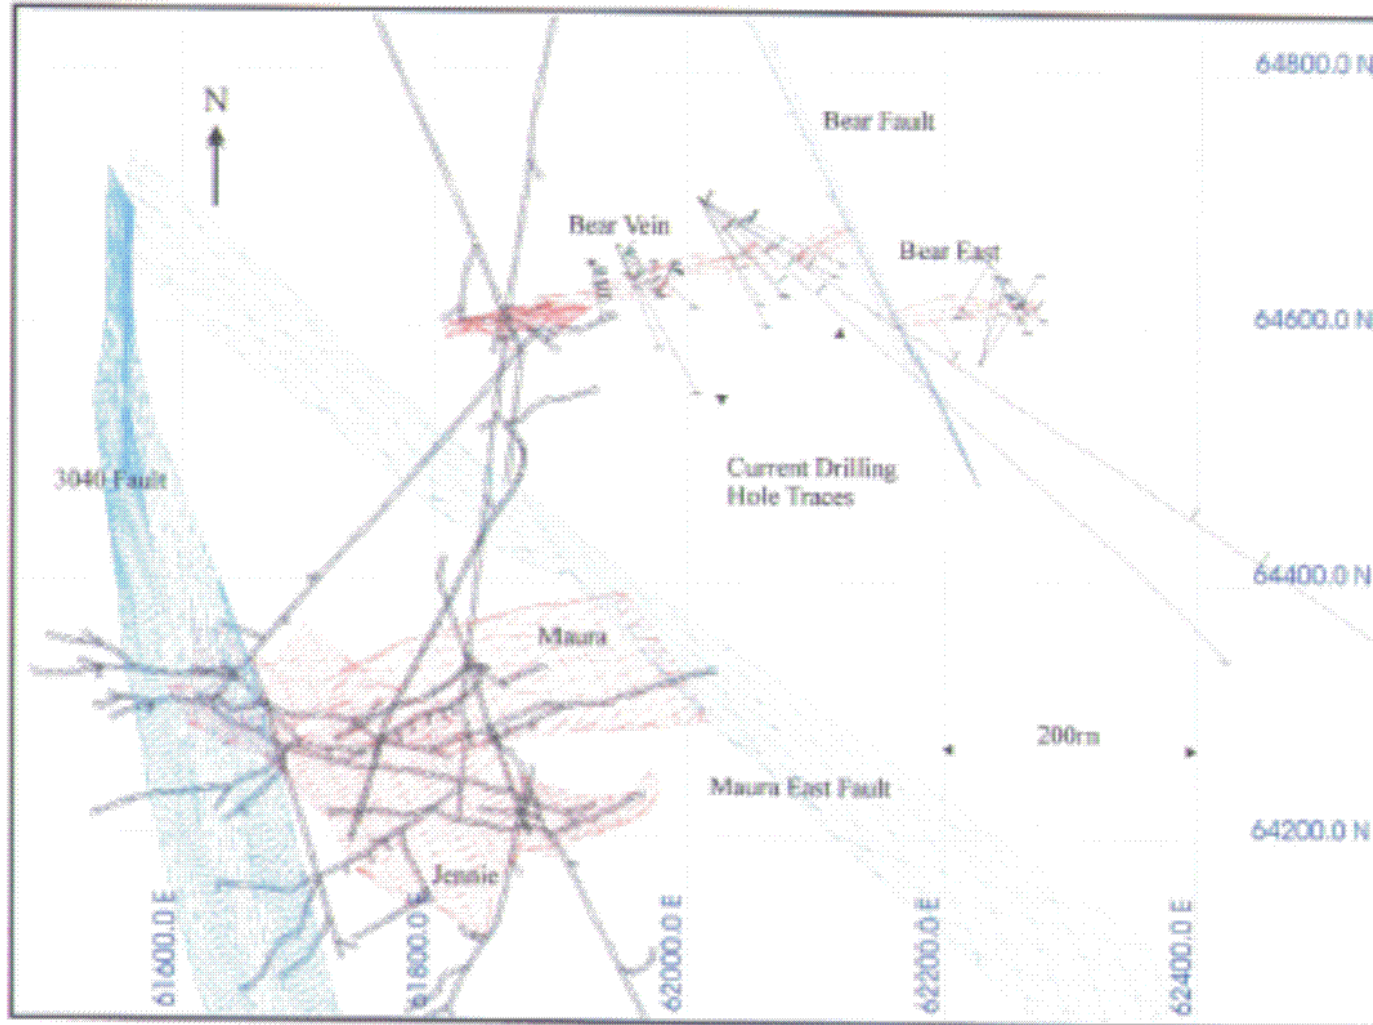 64800.0 N
N
Bear Fault
Bear Vein
Bear East
64600.0 N
3040 Fault
Current Drilling
Hole Traces
64400.0 N
Maura
200m
Maura East Fault
64200.0 N
Jennie
61600.0 E
61800.0 E
62000.0 E
62200.0 E
62400.0 E